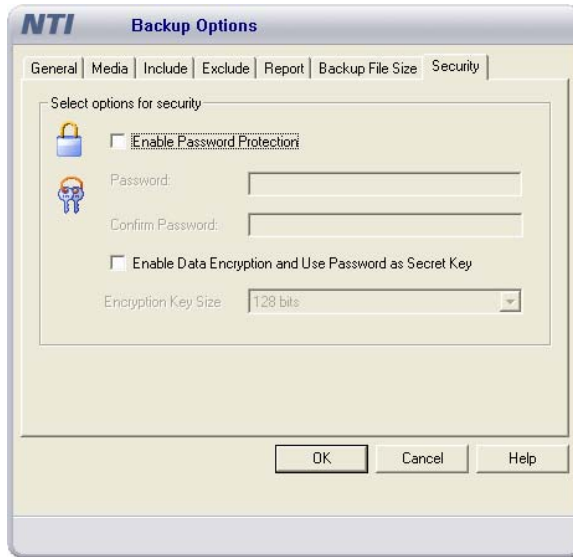 NTI Backup Options
General Media Include Exclude Report Backup File Size Security
Select options for security
Enable Password Protection
Password:
Confirm Password:
Enable Data Encryption and Use Password as Secret Key
Encryption Key Size 128 bits
OK Cancel Help